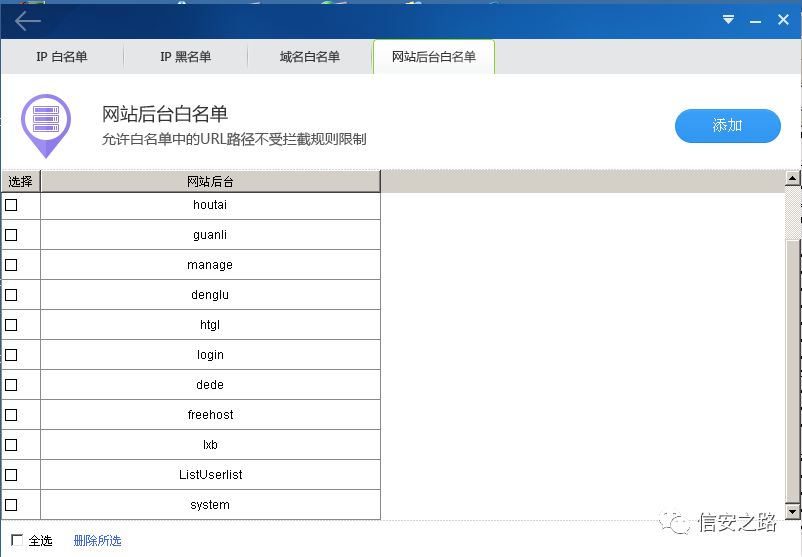 IP 白名单
IP 黑名单
域名白名单
网站后台白名单
网站后台白名单
允许白名单中的URL路径不受拦截规则限制
添加
选择
网站后台
houtai
guanli
manage
denglu
htgl
login
dede
freehost
lxb
ListUserlist
system
全选
删除所选
信安之路